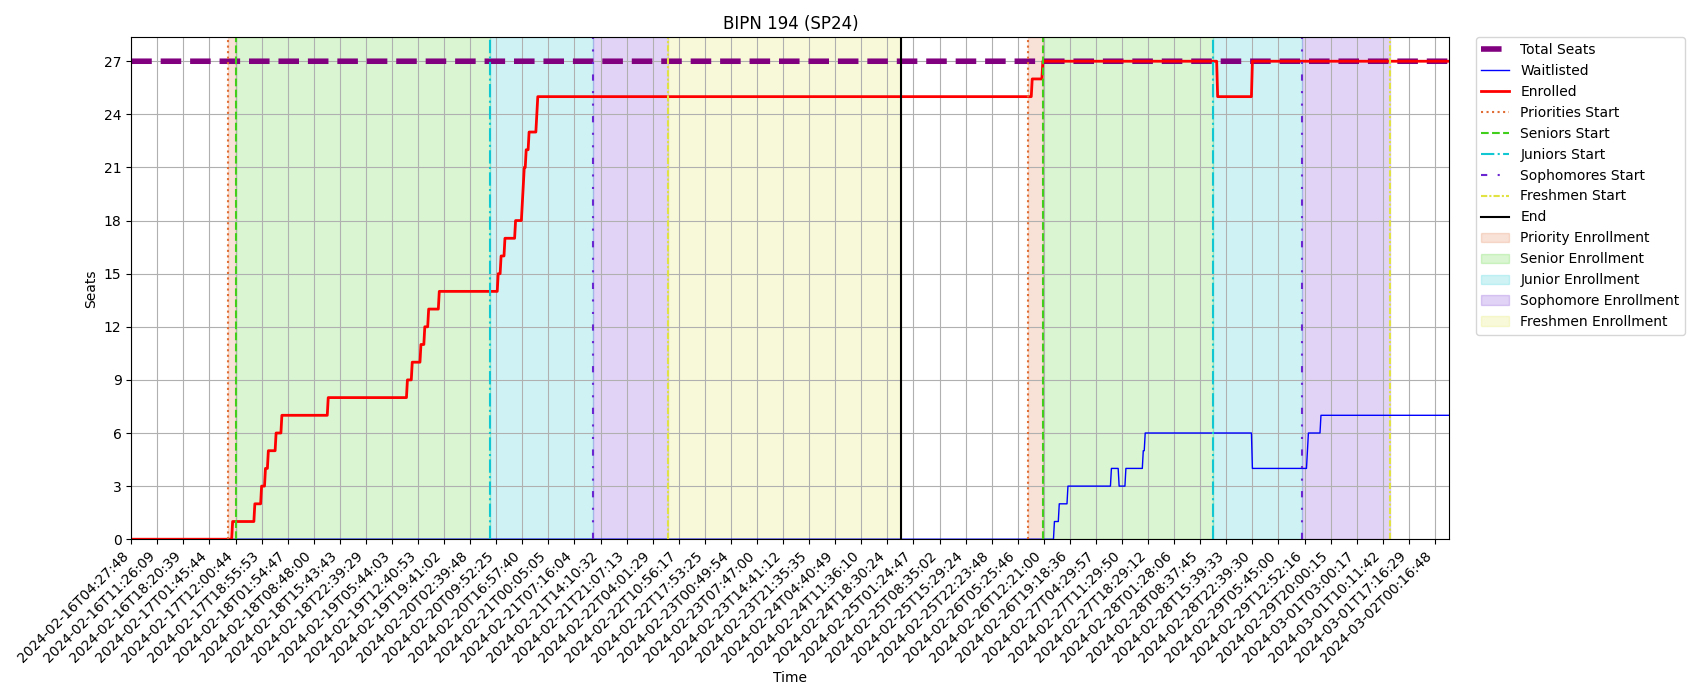 BIPN 194 (SP24)
Seats
27
24
21
18
15
12
9
6
3
0
2024-02-16T04:27:48
2024-02-16T11:26:09
2024-02-16T18:20:39
2024-02-17T01:45:44
2024-02-17T12:00:44
2024-02-17T18:55:53
2024-02-18T01:54:47
2024-02-18T08:48:00
2024-02-18T15:43:43
2024-02-18T22:39:29
2024-02-19T05:44:03
2024-02-19T12:40:53
2024-02-19T19:41:02
2024-02-20T02:39:48
2024-02-20T09:52:25
2024-02-20T16:57:40
2024-02-21T00:05:05
2024-02-21T07:16:04
2024-02-21T14:10:32
2024-02-21T21:07:13
2024-02-22T04:01:29
2024-02-22T10:56:17
2024-02-22T17:53:25
2024-02-23T00:49:54
2024-02-23T07:47:00
2024-02-23T14:41:12
2024-02-23T21:35:35
2024-02-24T04:40:49
2024-02-24T11:36:10
2024-02-24T18:30:24
2024-02-25T01:24:47
2024-02-25T08:35:02
2024-02-25T15:29:24
2024-02-25T22:23:48
2024-02-26T05:25:46
2024-02-26T12:21:00
2024-02-26T19:18:36
2024-02-27T04:29:57
2024-02-27T11:29:50
2024-02-27T18:29:12
2024-02-28T01:28:06
2024-02-28T08:37:45
2024-02-28T15:39:33
2024-02-28T22:39:30
2024-02-29T05:45:00
2024-02-29T12:52:16
2024-02-29T20:00:15
2024-03-01T03:00:17
2024-03-01T10:11:42
2024-03-01T17:16:29
2024-03-02T00:16:48
Time
Total Seats
Waitlisted
Enrolled
Priorities Start
Seniors Start
Juniors Start
Sophomores Start
Freshmen Start
End
Priority Enrollment
Senior Enrollment
Junior Enrollment
Sophomore Enrollment
Freshmen Enrollment